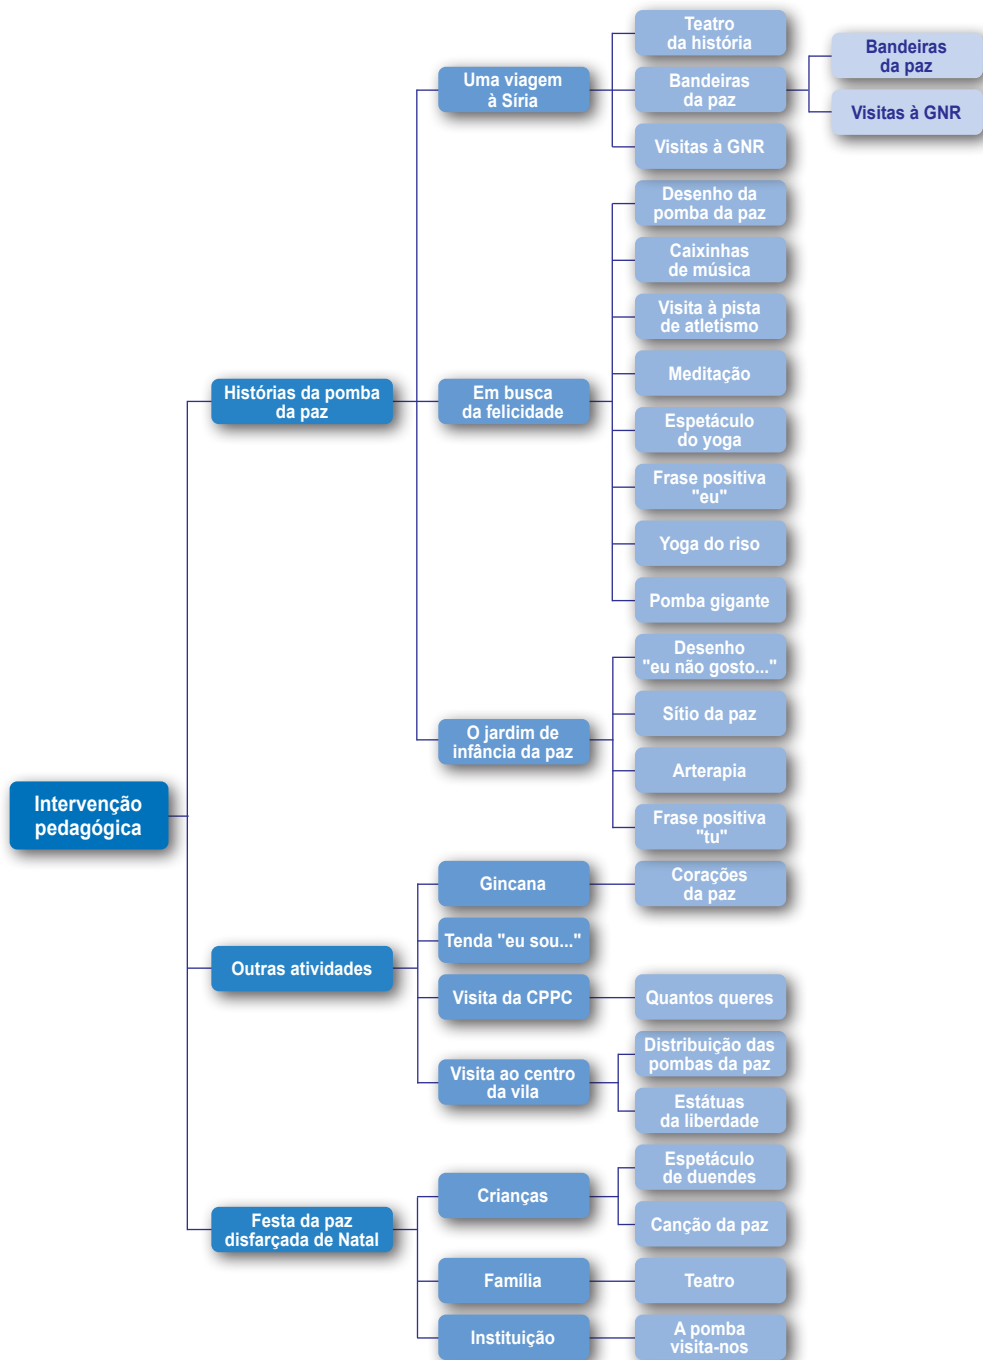 Intervenção
pedagógica
Histórias da pomba
da paz
Uma viagem
à Síria
Teatro
da história
Bandeiras
da paz
Bandeiras
da paz
Visitas à GNR
Visitas à GNR
Em busca
da felicidade
Desenho da
pomba da paz
Caixinhas
de música
Visita à pista
de atletismo
Meditação
Espetáculo
do yoga
Frase positiva
"eu"
Yoga do riso
Pomba gigante
O jardim de
infância da paz
Desenho
"eu não gosto..."
Sítio da paz
Arterapia
Frase positiva
"tu"
Outras atividades
Gincana
Corações
da paz
Tenda "eu sou..."
Visita da CPPC
Quantos queres
Visita ao centro
da vila
Distribuição das
pombas da paz
Estátuas
da liberdade
Festa da paz
disfarçada de Natal
Crianças
Espetáculo
de duendes
Canção da paz
Família
Teatro
Instituição
A pomba
visita-nos